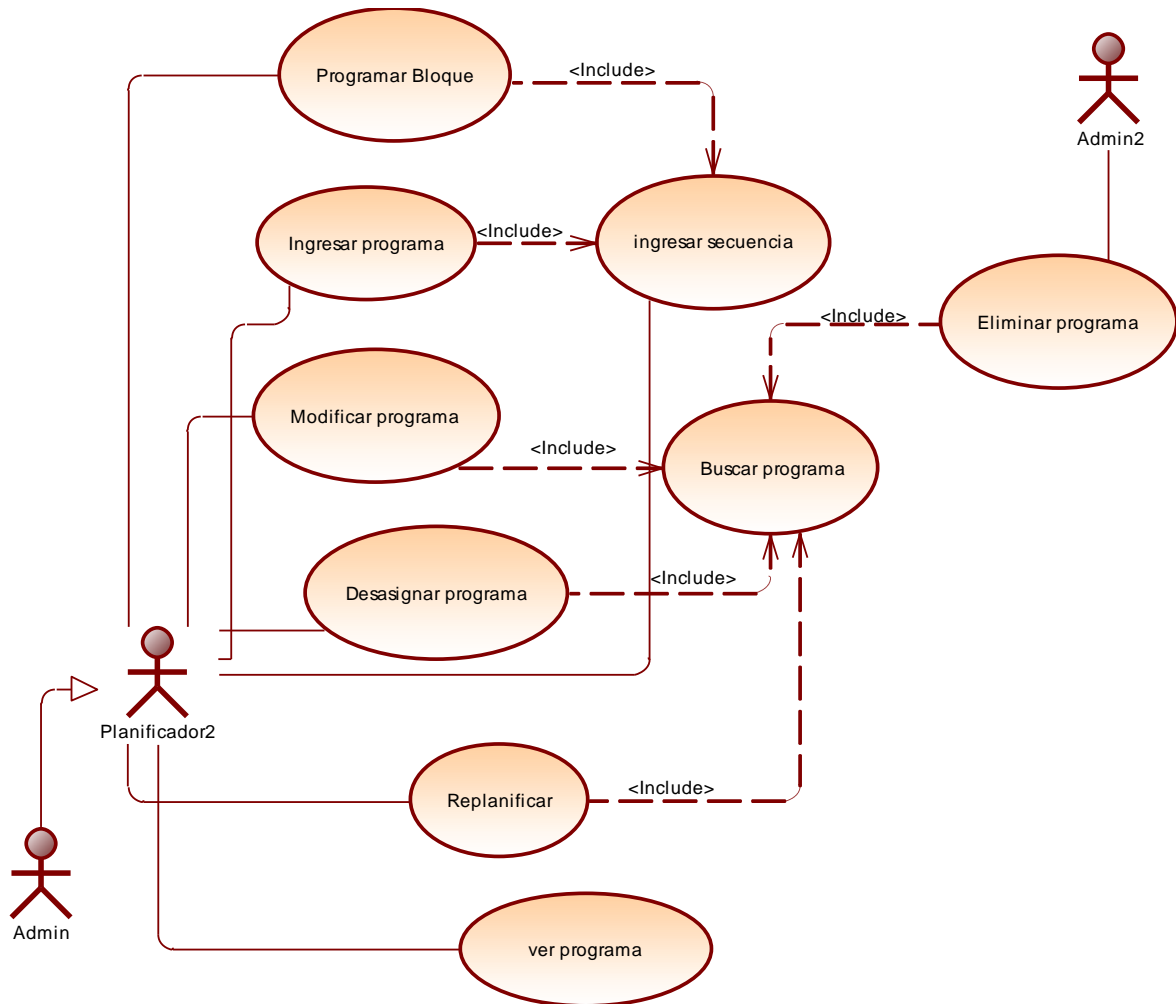 Programar Bloque
<Include>
Admin2
Ingresar programa
<Include>
ingresar secuencia
<Include>
Eliminar programa
Modificar programa
<Include>
Buscar programa
Desasignar programa
<Include>
Planificador2
Replanificar
<Include>
Admin
ver programa